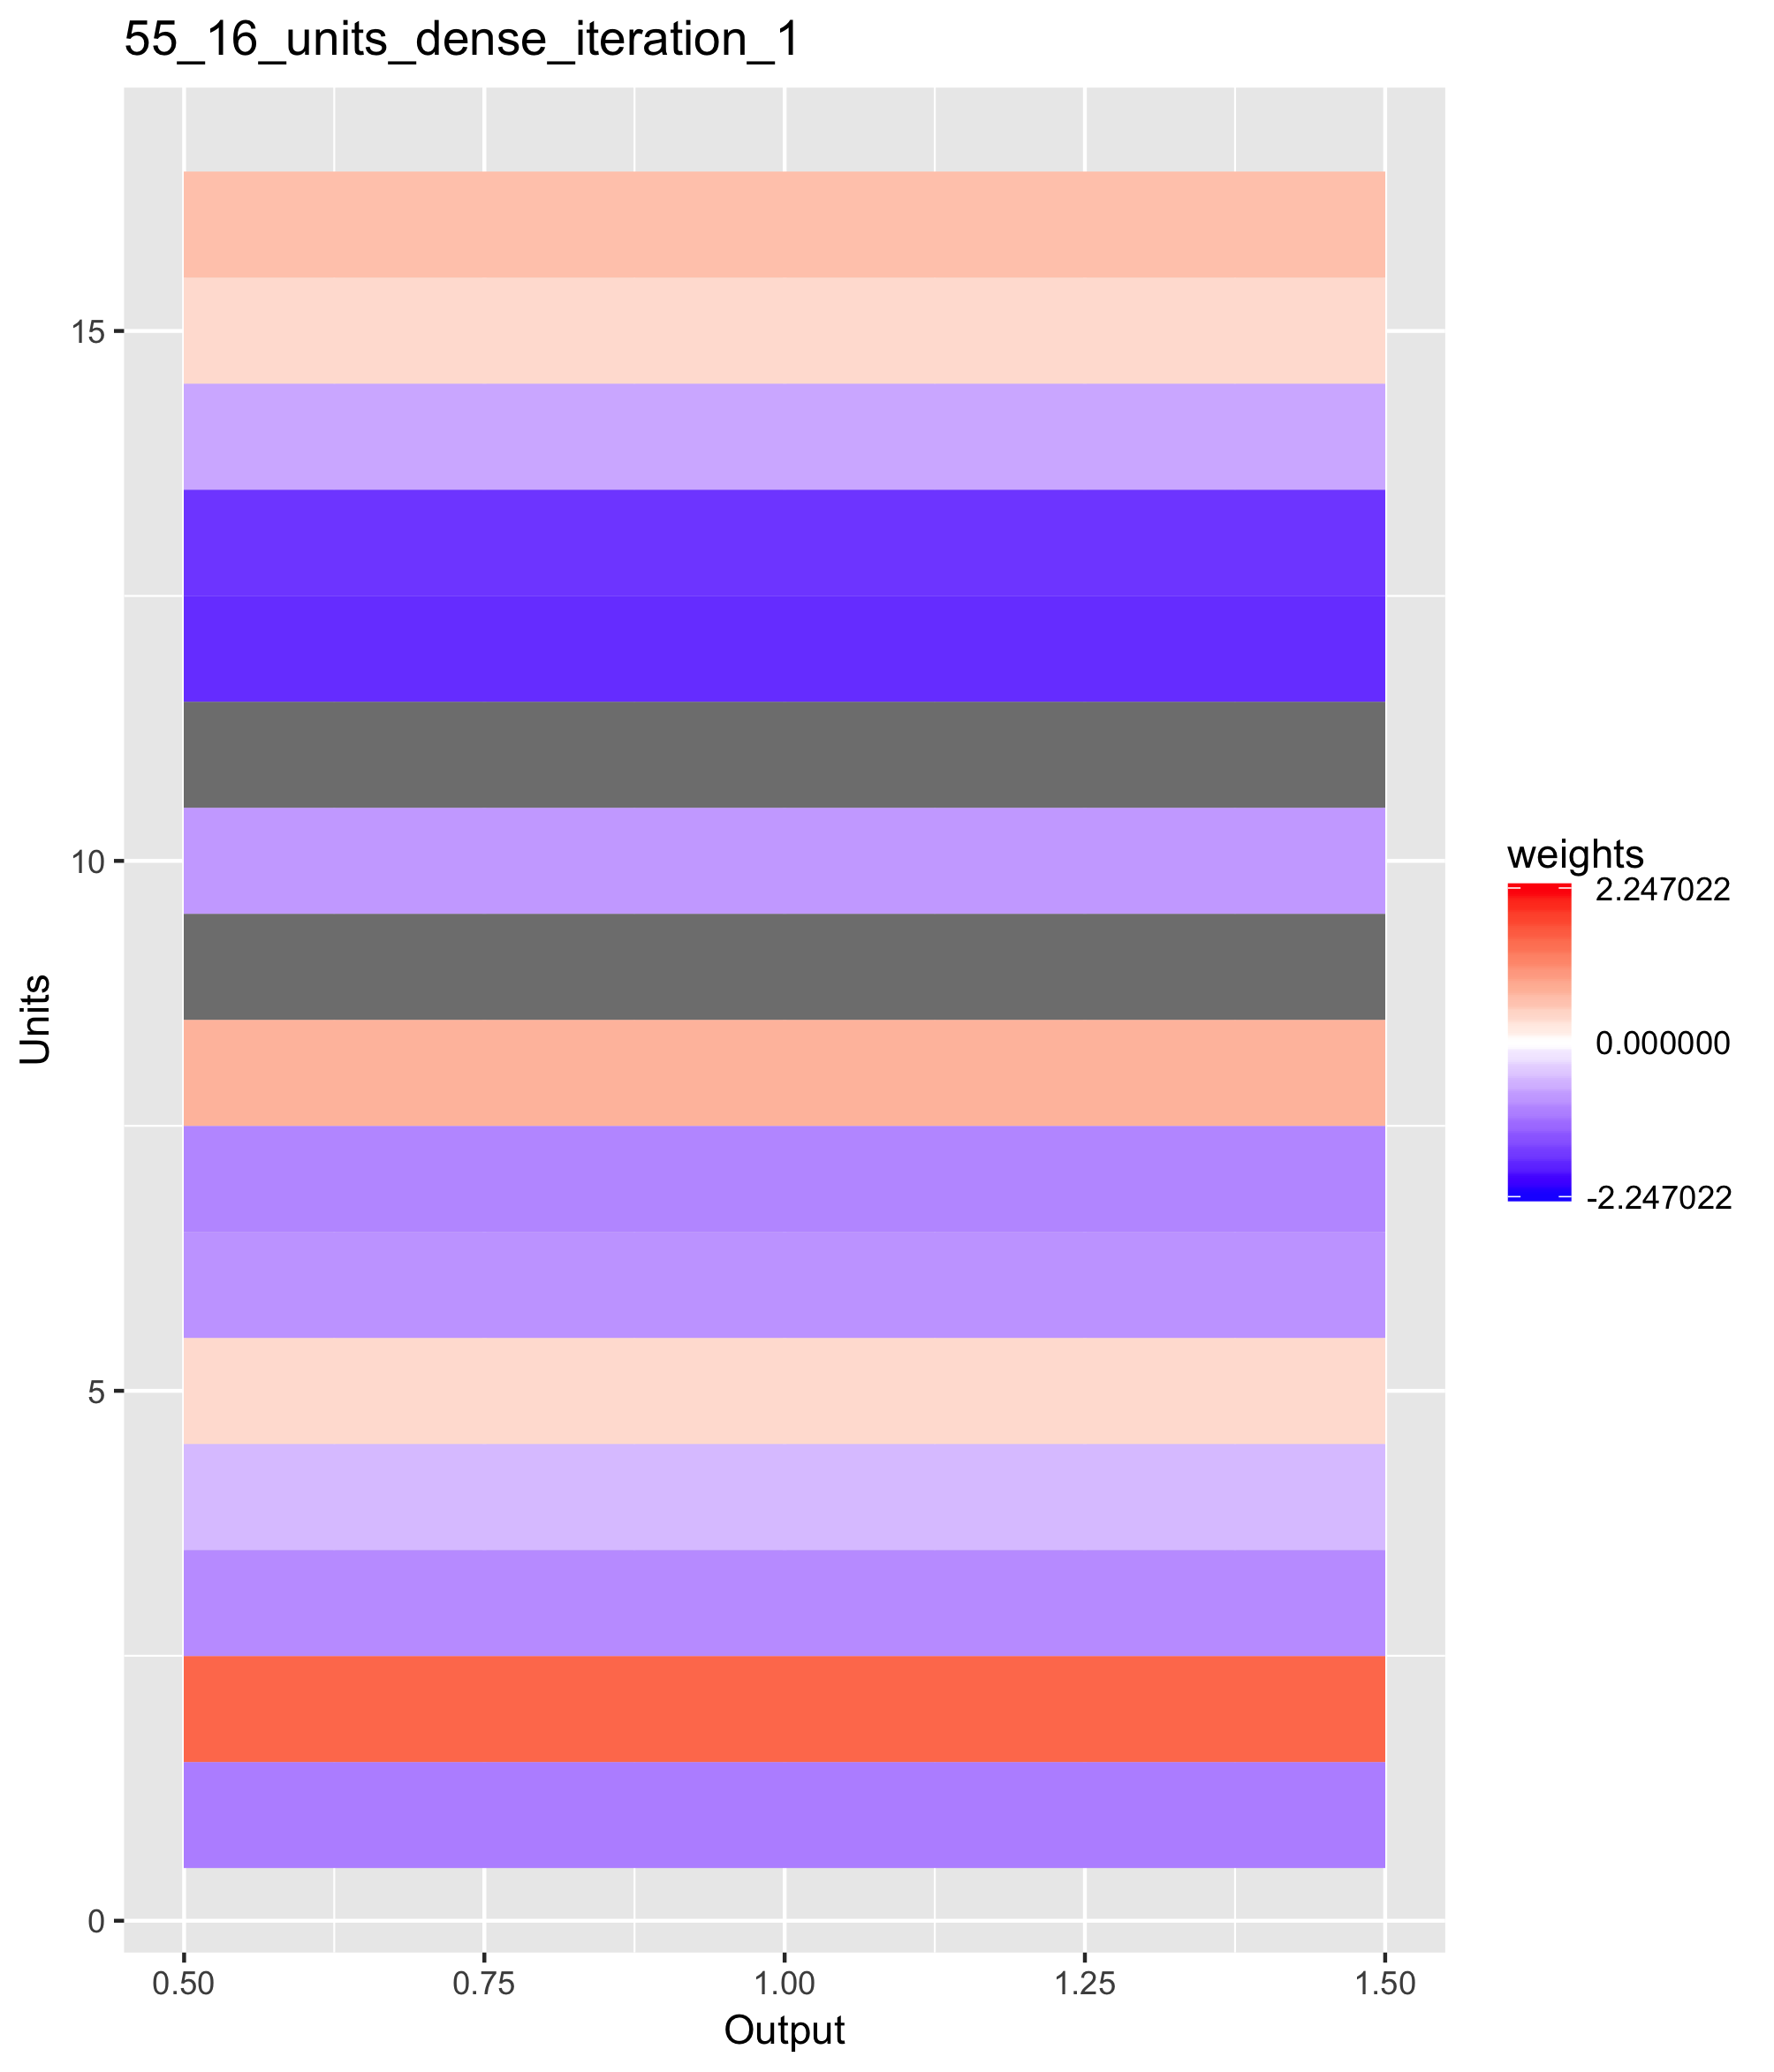 55_16_units_dense_iteration_1
15
10
5
0
Units
0.50 0.75 1.00 1.25 1.50
Output
weights
2.247022
0.000000
-2.247022